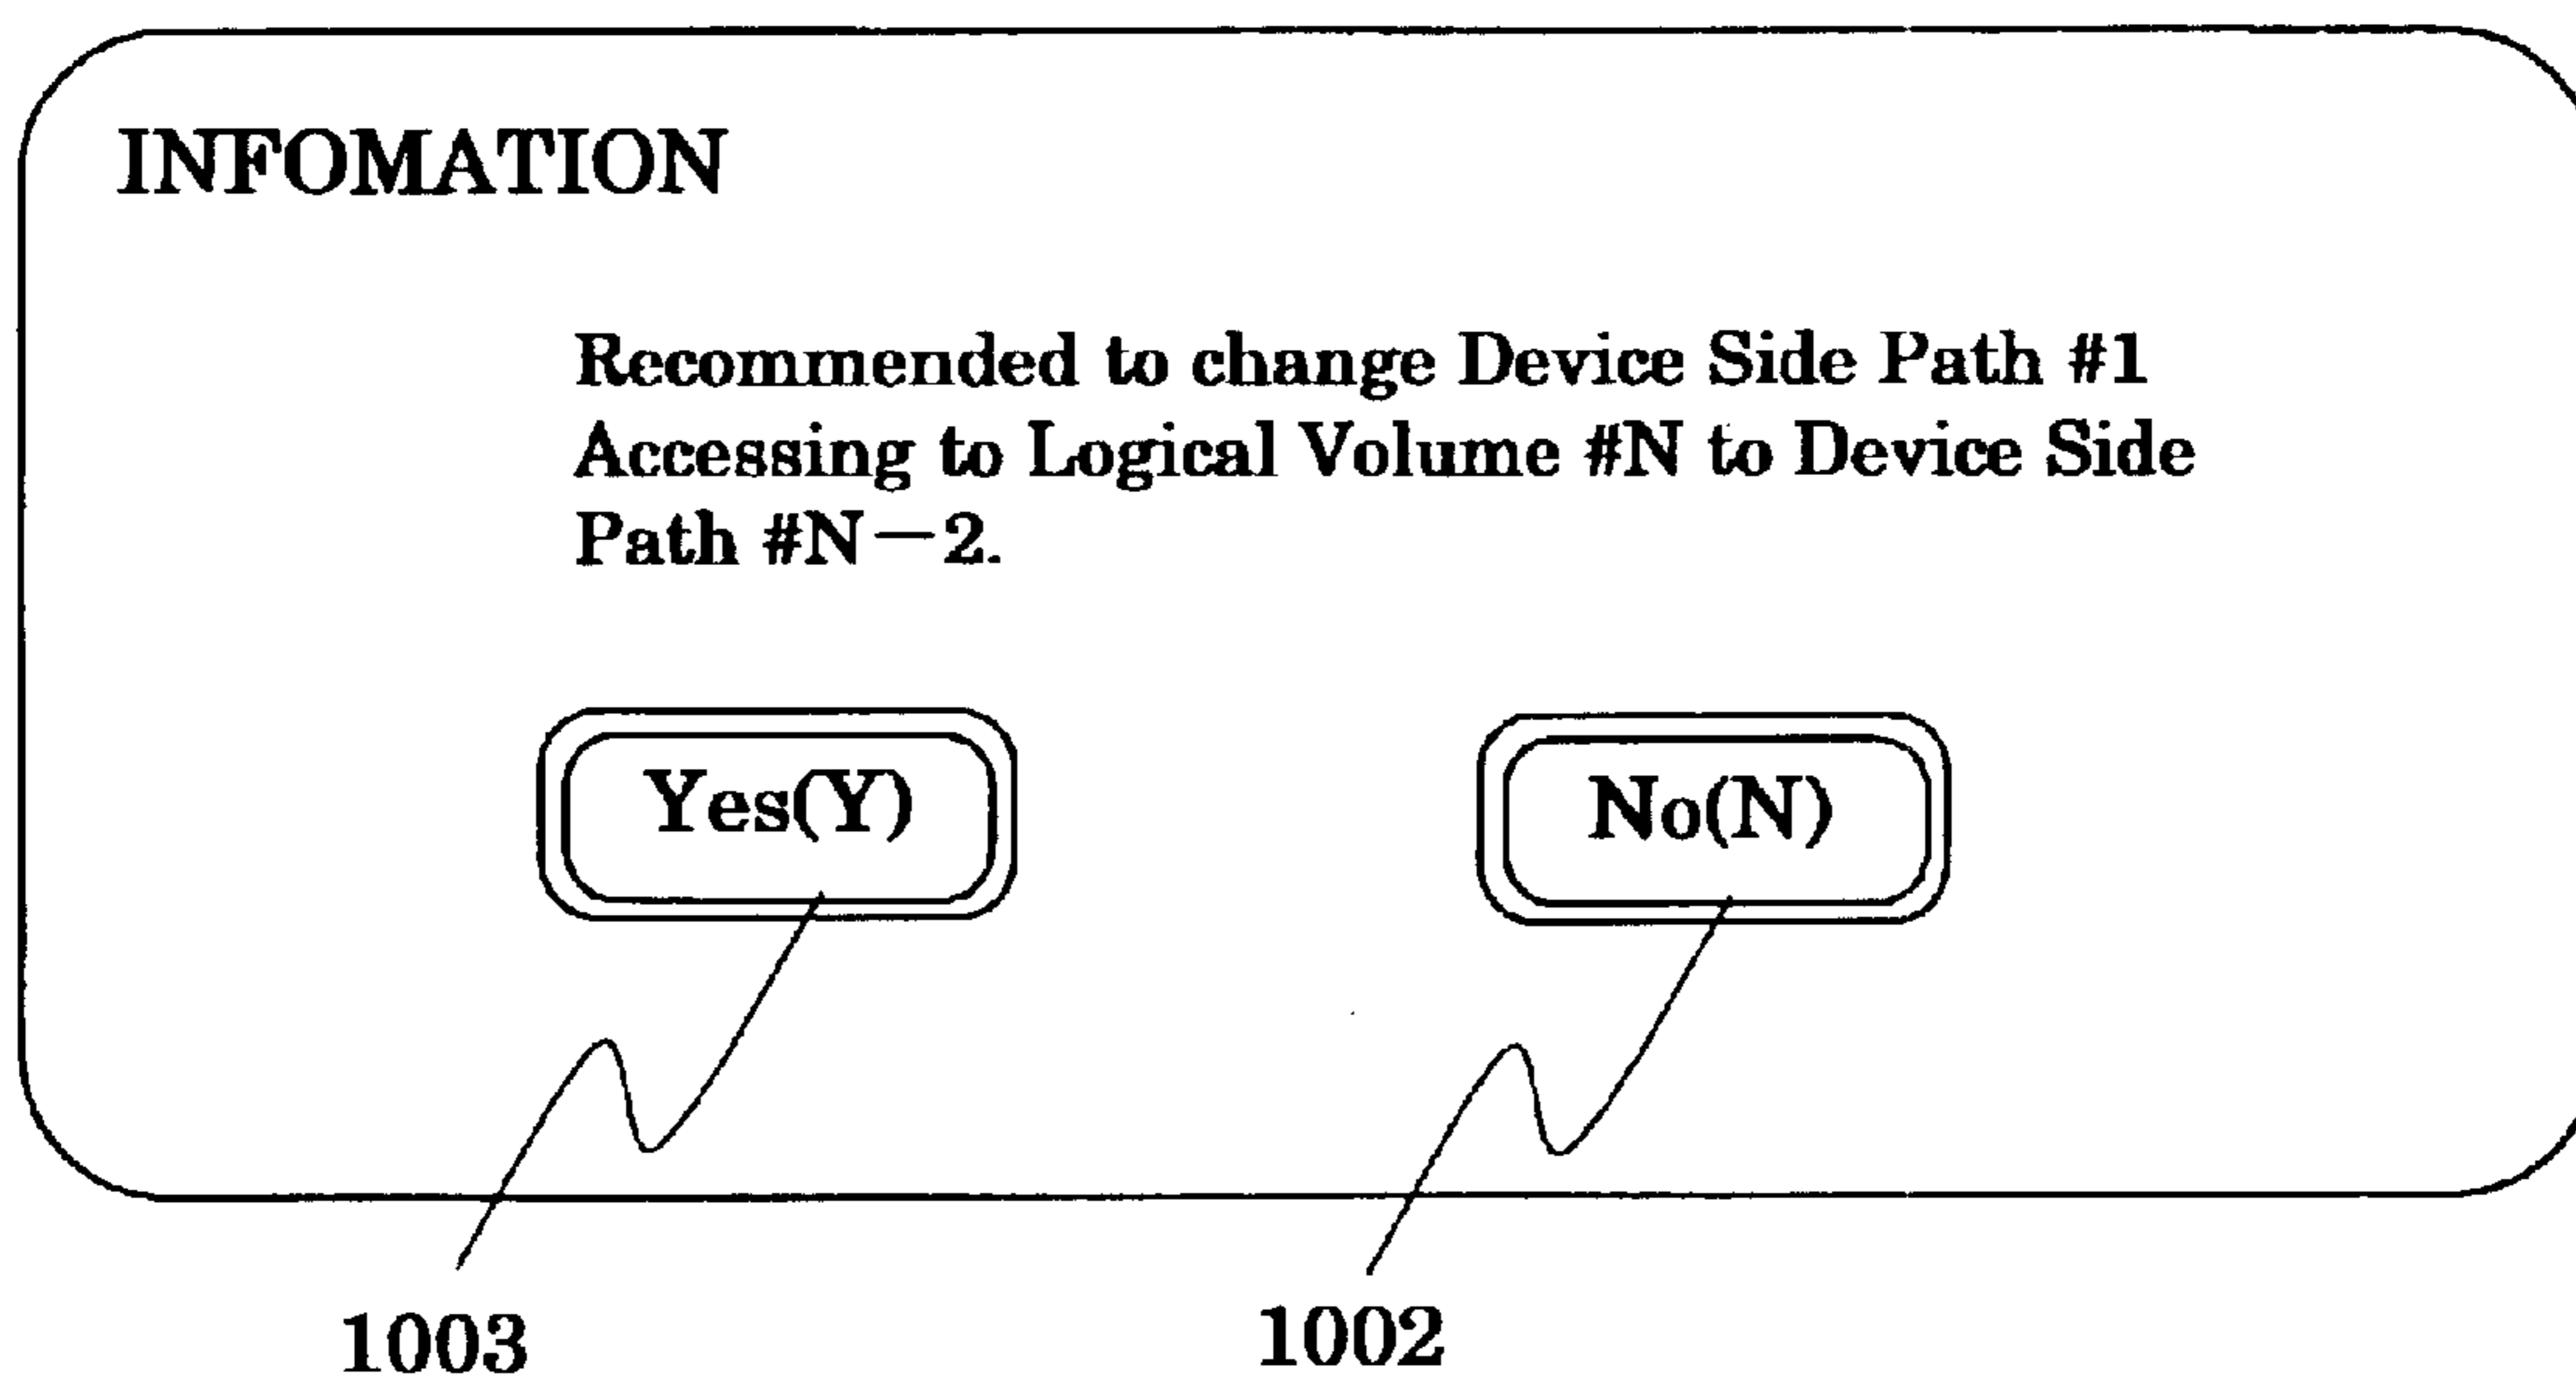 INFOMATION
Recommended to change Device Side Path #1
Accessing to Logical Volume #N to Device Side
Path #N−2.
Yes(Y)
No(N)
1003
1002